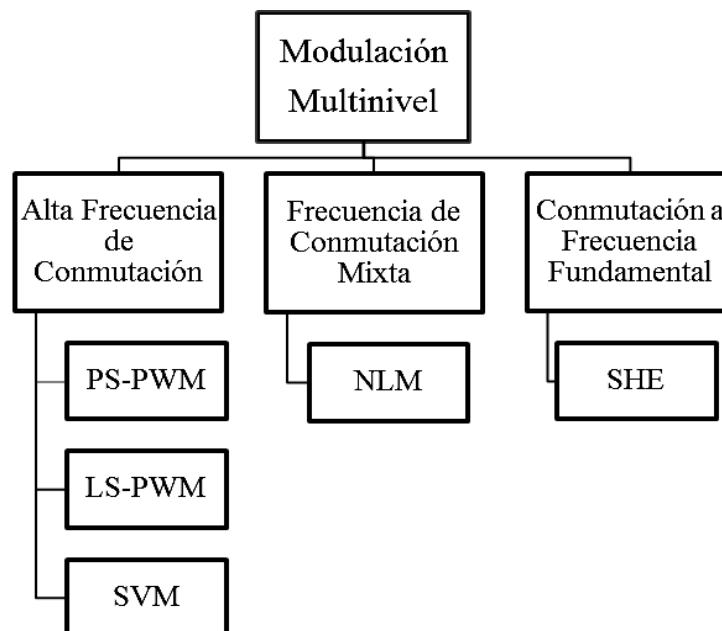 Modulación
Multinivel
Alta Frecuencia
de
Conmutación
Frecuencia de
Conmutación
Mixta
Conmutación a
Frecuencia
Fundamental
PS-PWM
NLM
SHE
LS-PWM
SVM